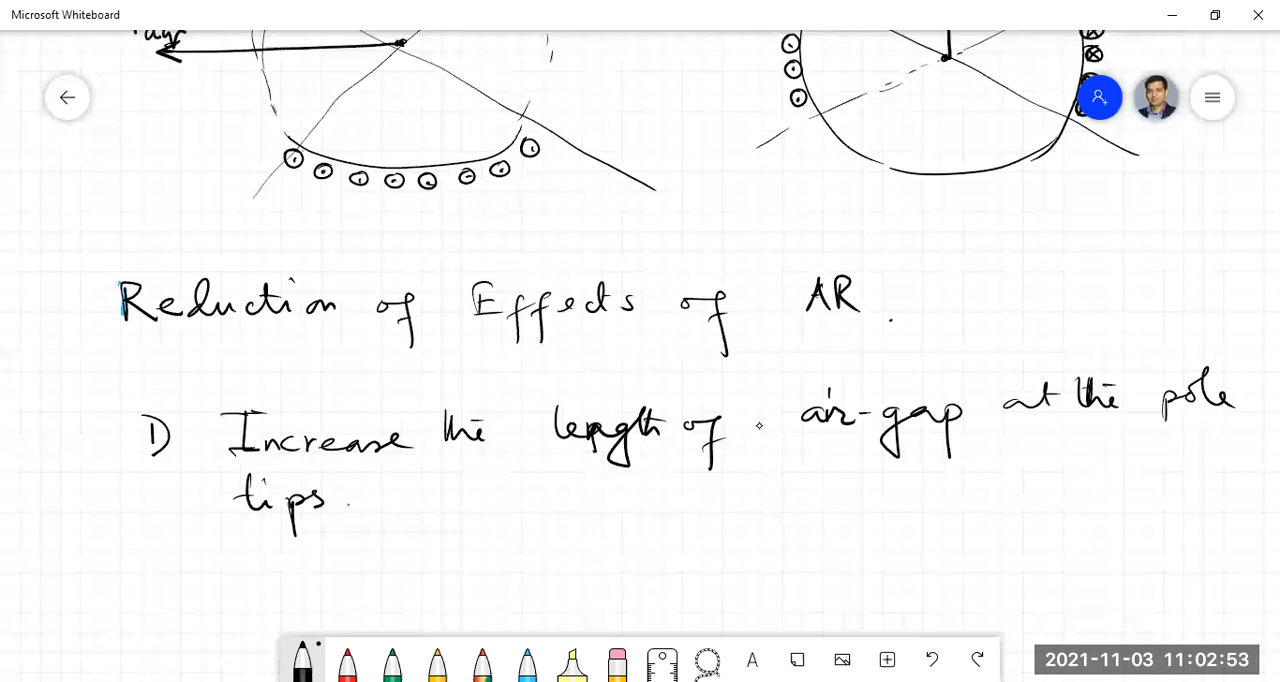 Microsoft Whiteboard
Reduction of Effects of AR.
1) Increase the length of air-gap at the pole
tips.
A
2021-11-03 11:02:53